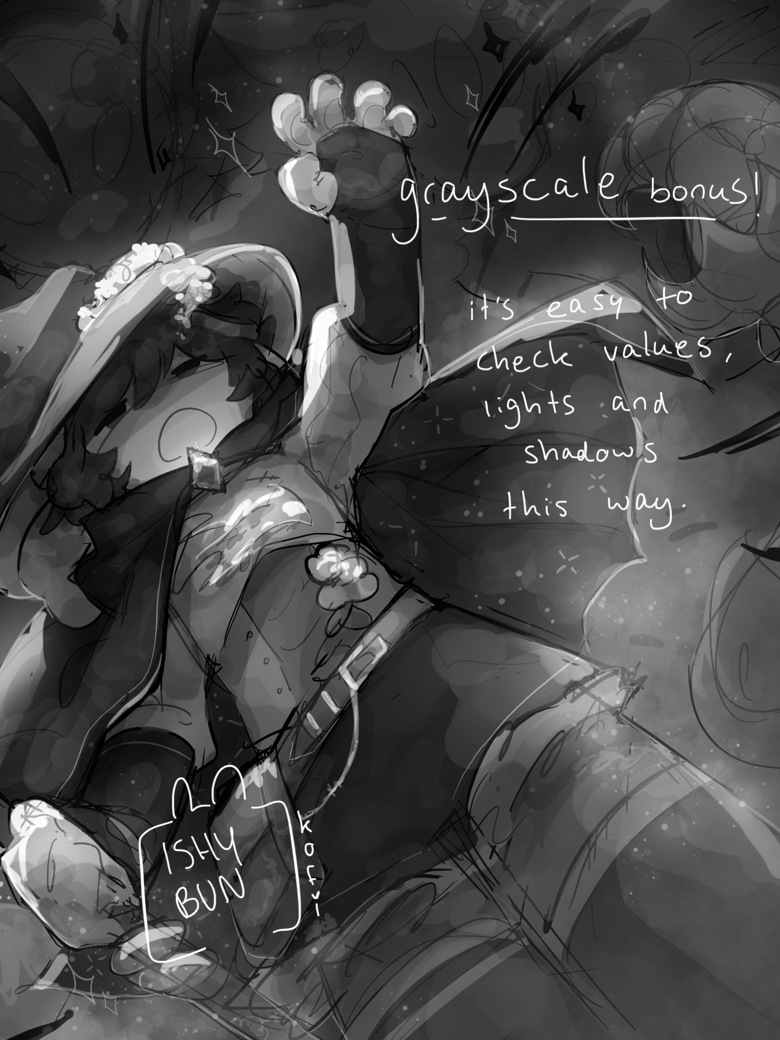 grayscale bonus!
it's easy to
check values,
lights and
shadows
this way.
ISHY
BUN
kofi